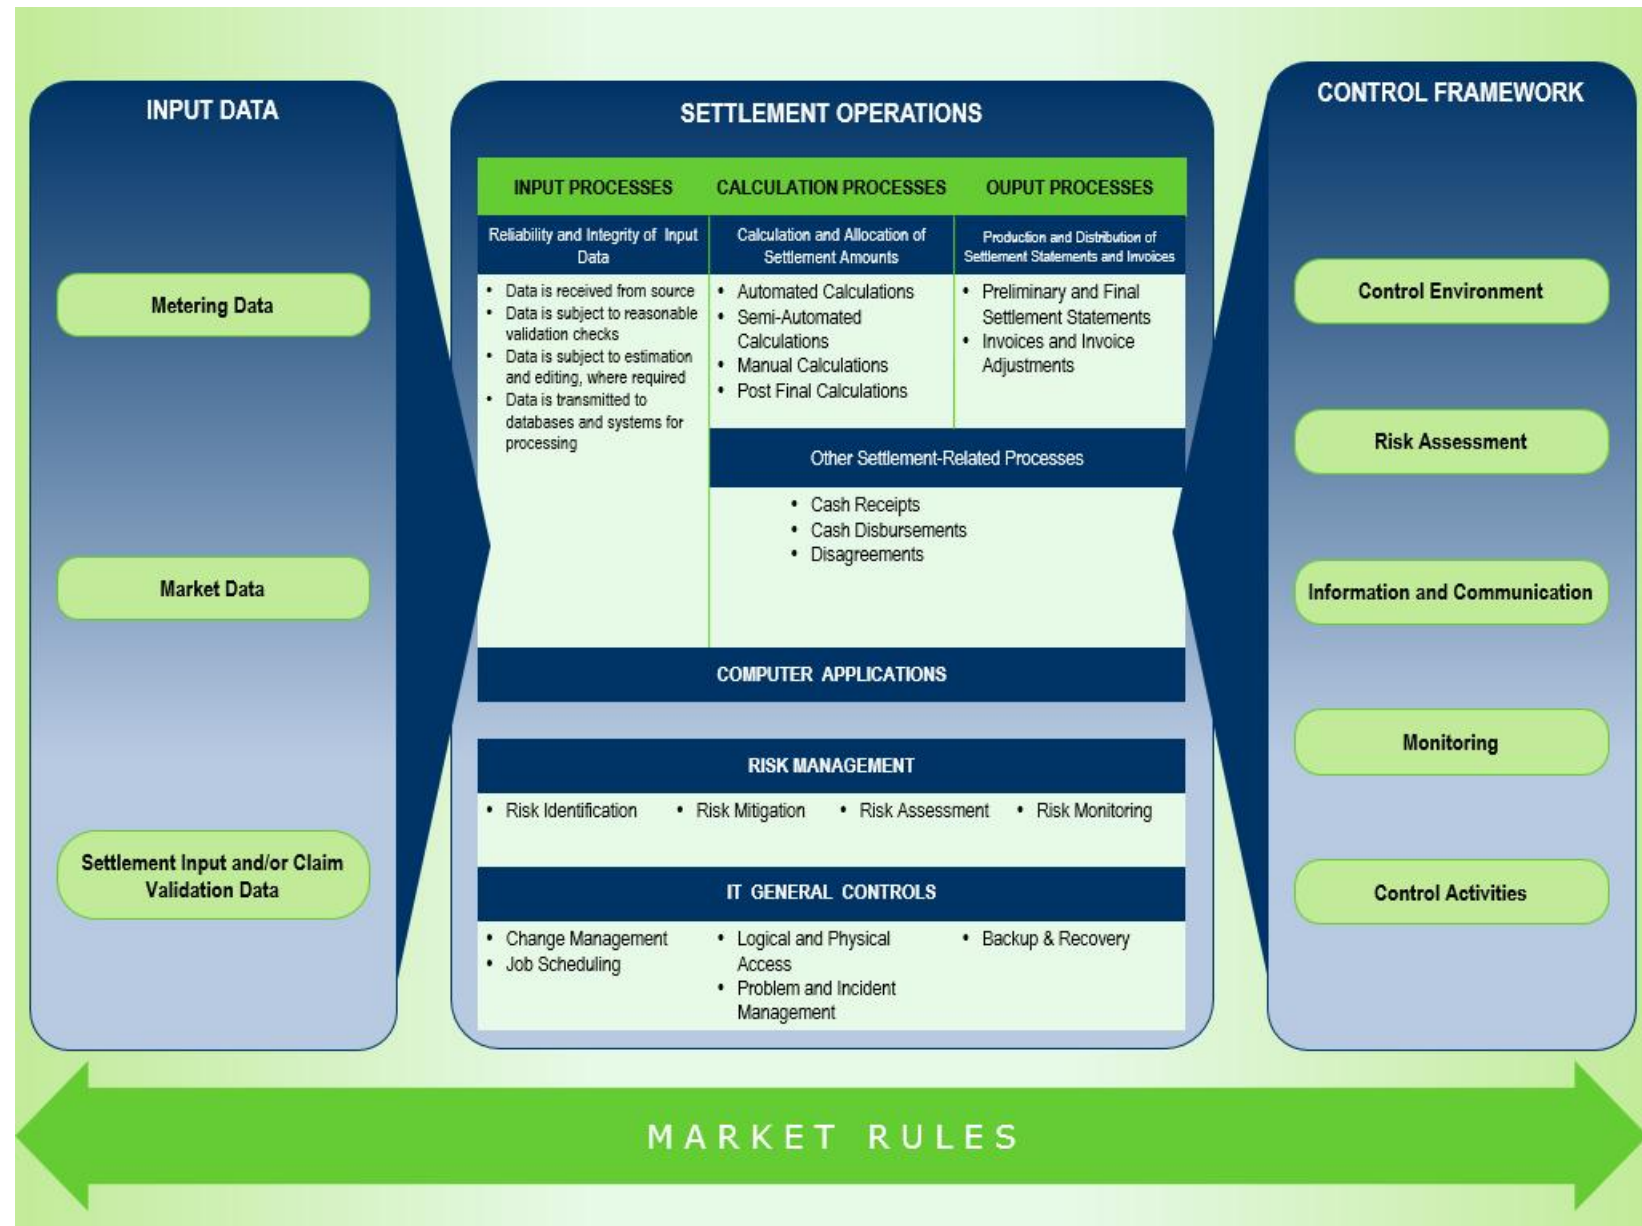 INPUT DATA
Metering Data
Market Data
Settlement Input and/or Claim
Validation Data
SETTLEMENT OPERATIONS
INPUT PROCESSES
Reliability and Integrity of Input
Data
• Data is received from source
• Data is subject to reasonable
validation checks
• Data is subject to estimation
and editing, where required
• Data is transmitted to
databases and systems for
processing
CALCULATION PROCESSES
Calculation and Allocation of
Settlement Amounts
• Automated Calculations
• Semi-Automated
Calculations
• Manual Calculations
• Post Final Calculations
OUPUT PROCESSES
Production and Distribution of
Settlement Statements and Invoices
• Preliminary and Final
Settlement Statements
• Invoices and Invoice
Adjustments
Other Settlement-Related Processes
• Cash Receipts
• Cash Disbursements
• Disagreements
COMPUTER APPLICATIONS
RISK MANAGEMENT
• Risk Identification • Risk Mitigation • Risk Assessment • Risk Monitoring
IT GENERAL CONTROLS
• Change Management
• Job Scheduling
• Logical and Physical
Access
• Problem and Incident
Management
• Backup & Recovery
CONTROL FRAMEWORK
Control Environment
Risk Assessment
Information and Communication
Monitoring
Control Activities
MARKET RULES